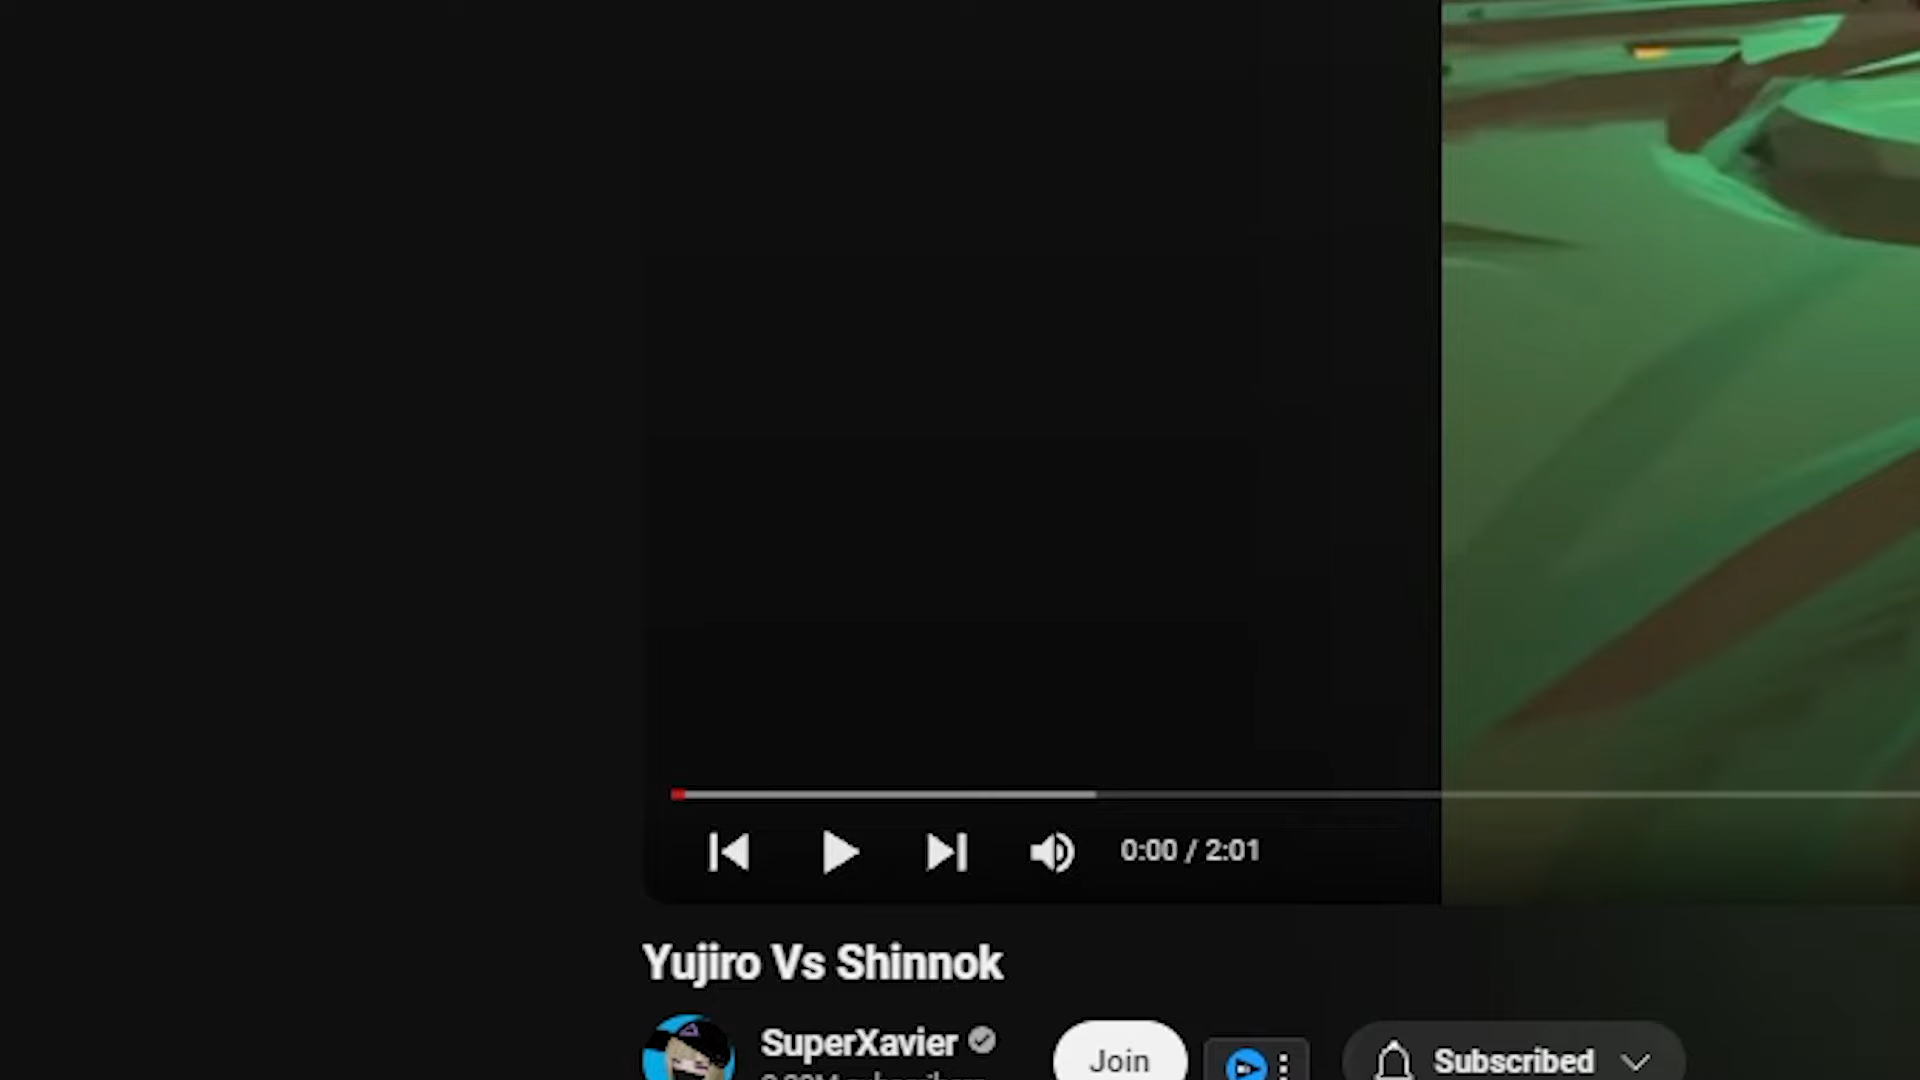 0:00 / 2:01
Yujiro Vs Shinnok
SuperXavier
Join
Subscribed